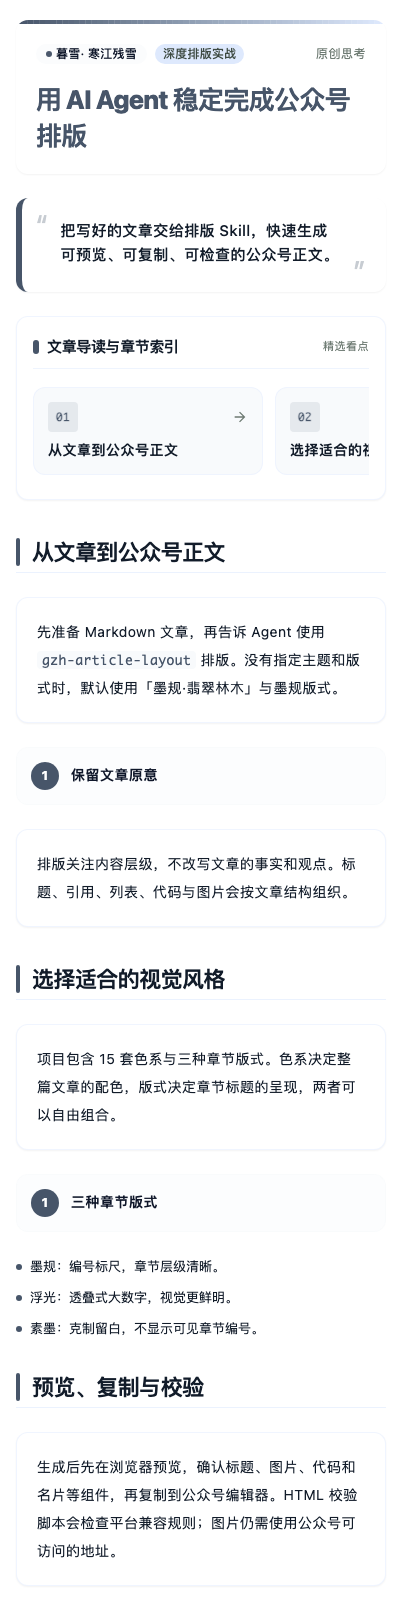 暮雪· 寒江残雪
深度排版实战
原创思考
用 AI Agent 稳定完成公众号
排版
“
把写好的文章交给排版 Skill，快速生成
可预览、可复制、可检查的公众号正文。
”
文章导读与章节索引
精选看点
01
→
从文章到公众号正文
02
选择适合的
从文章到公众号正文
先准备 Markdown 文章，再告诉 Agent 使用
gzh-article-layout 排版。没有指定主题和版
式时，默认使用「墨规·翡翠林木」与墨规版式。
1
保留文章原意
排版关注内容层级，不改写文章的事实和观点。标
题、引用、列表、代码与图片会按文章结构组织。
选择适合的视觉风格
项目包含 15 套色系与三种章节版式。色系决定整
篇文章的配色，版式决定章节标题的呈现，两者可
以自由组合。
1
三种章节版式
墨规：编号标尺，章节层级清晰。
浮光：透叠式大数字，视觉更鲜明。
素墨：克制留白，不显示可见章节编号。
预览、复制与校验
生成后先在浏览器预览，确认标题、图片、代码和
名片等组件，再复制到公众号编辑器。HTML 校验
脚本会检查平台兼容规则；图片仍需使用公众号可
访问的地址。